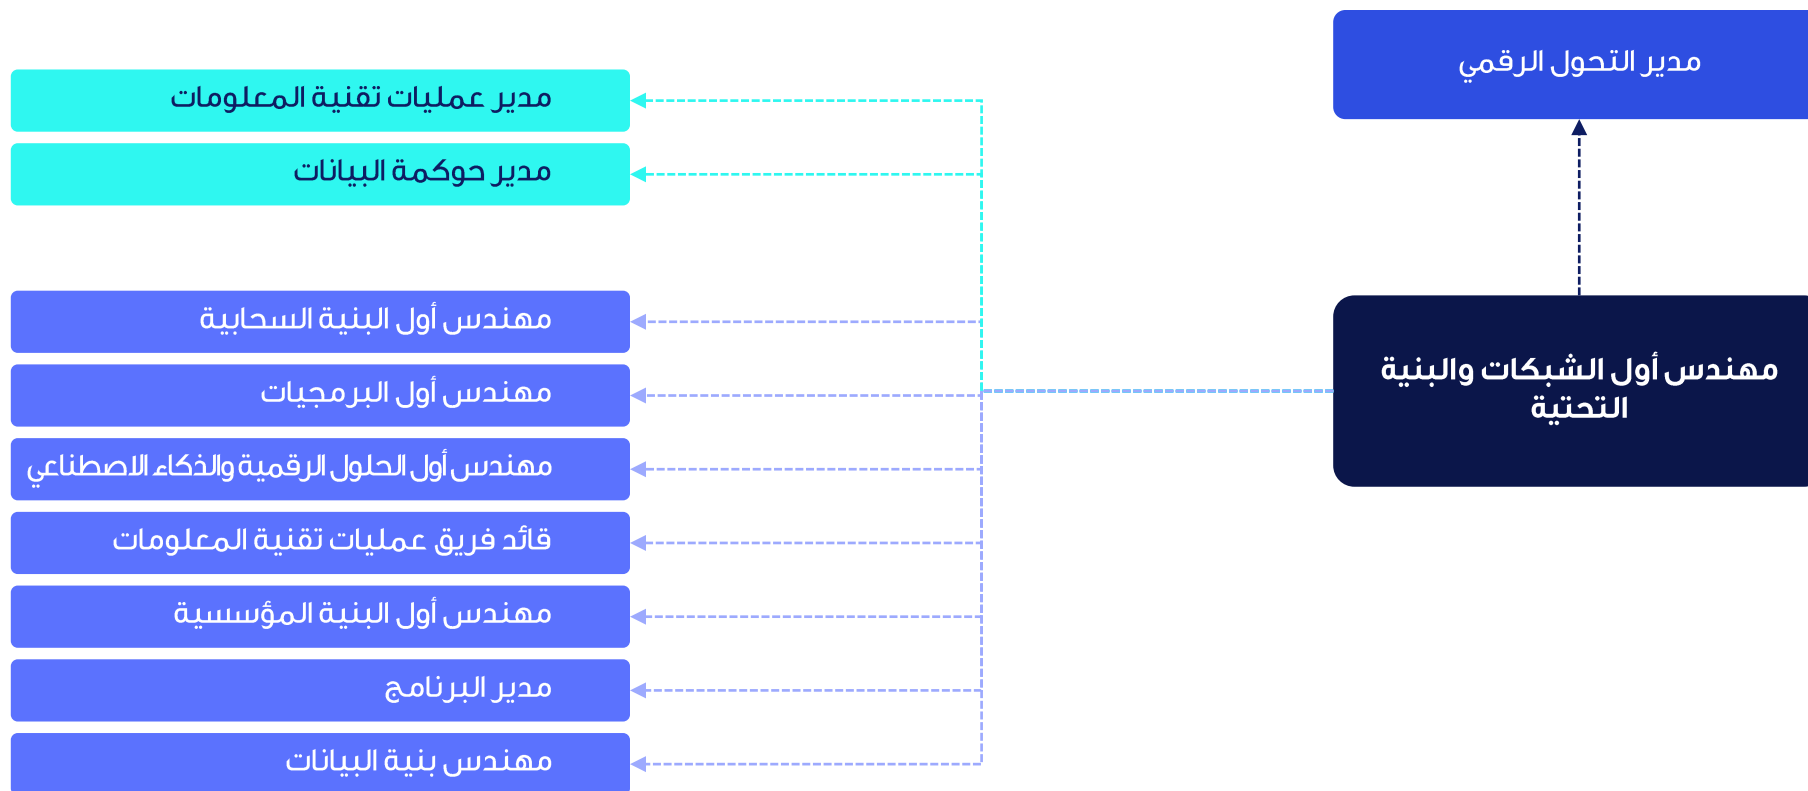 مدير التحول الرقمي
مهندس أول الشبكات والبنية
التحتية
مدير عمليات تقنية المعلومات
مدير حوكمة البيانات
مهندس أول البنية السحابية
مهندس أول البرمجيات
مهندس أول الحلول الرقمية والذكاء الاصطناعي
قائد فريق عمليات تقنية المعلومات
مهندس أول البنية المؤسسية
مدير البرنامج
مهندس بنية البيانات